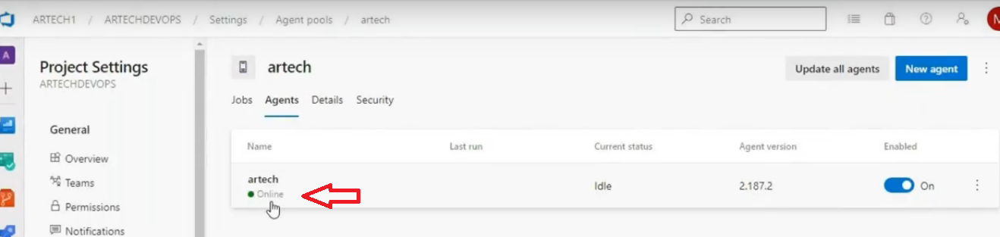 ARTECH1 / ARTECHDEVOPS / Settings / Agent pools / artech
Search
M
A
Project Settings
ARTECHDEVOPS
General
Overview
Teams
Permissions
Notifications
artech
Update all agents
New agent
Jobs Agents Details Security
Name Last run Current status Agent version Enabled
artech
Online
Idle 2.187.2 On